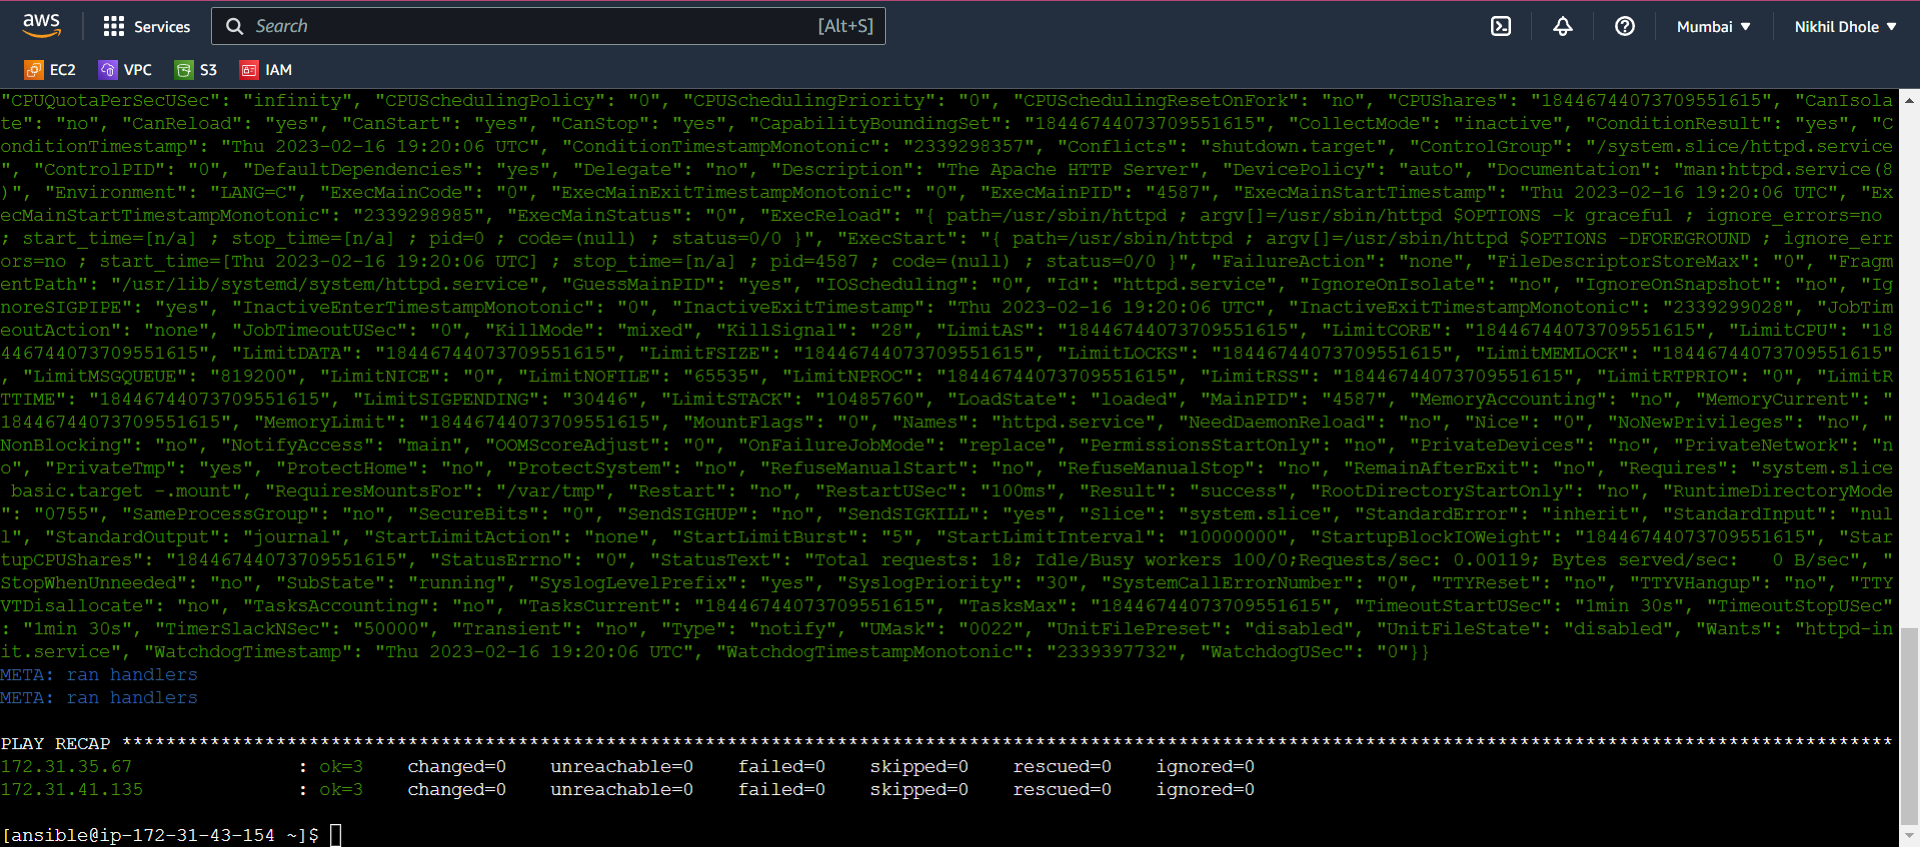 aws
Services
Search [Alt+S]
Mumbai
Nikhil Dhole
EC2 VPC S3 IAM
"CPUQuotaPerSecUSec": "infinity", "CPUSchedulingPolicy": "0", "CPUSchedulingPriority": "0", "CPUSchedulingResetOnFork": "no", "CPUShares": "18446744073709551615", "CanIsola
te": "no", "CanReload": "yes", "CanStart": "yes", "CanStop": "yes", "CapabilityBoundingSet": "18446744073709551615", "CollectMode": "inactive", "ConditionResult": "yes", "C
onditionTimestamp": "Thu 2023-02-16 19:20:06 UTC", "ConditionTimestampMonotonic": "2339298357", "Conflicts": "shutdown.target", "ControlGroup": "/system.slice/httpd.service
", "ControlPID": "0", "DefaultDependencies": "yes", "Delegate": "no", "Description": "The Apache HTTP Server", "DevicePolicy": "auto", "Documentation": "man:httpd.service(8
)", "Environment": "LANG=C", "ExecMainCode": "0", "ExecMainExitTimestampMonotonic": "0", "ExecMainPID": "4587", "ExecMainStartTimestamp": "Thu 2023-02-16 19:20:06 UTC", "Ex
ecMainStartTimestampMonotonic": "2339298985", "ExecMainStatus": "0", "ExecReload": "{ path=/usr/sbin/httpd ; argv[]=/usr/sbin/httpd $OPTIONS -k graceful ; ignore_errors=no
; start_time=[n/a] ; stop_time=[n/a] ; pid=0 ; code=(null) ; status=0/0 }", "ExecStart": "{ path=/usr/sbin/httpd ; argv[]=/usr/sbin/httpd $OPTIONS -DFOREGROUND ; ignore_err
ors=no ; start_time=[Thu 2023-02-16 19:20:06 UTC] ; stop_time=[n/a] ; pid=4587 ; code=(null) ; status=0/0 }", "FailureAction": "none", "FileDescriptorStoreMax": "0", "Fragm
entPath": "/usr/lib/systemd/system/httpd.service", "GuessMainPID": "yes", "IOScheduling": "0", "Id": "httpd.service", "IgnoreOnIsolate": "no", "IgnoreOnSnapshot": "no", "Ig
noreSIGPIPE": "yes", "InactiveEnterTimestampMonotonic": "0", "InactiveExitTimestamp": "Thu 2023-02-16 19:20:06 UTC", "InactiveExitTimestampMonotonic": "2339299028", "JobTim
eoutAction": "none", "JobTimeoutUSec": "0", "KillMode": "mixed", "KillSignal": "28", "LimitAS": "18446744073709551615", "LimitCORE": "18446744073709551615", "LimitCPU": "18
446744073709551615", "LimitDATA": "18446744073709551615", "LimitFSIZE": "18446744073709551615", "LimitLOCKS": "18446744073709551615", "LimitMEMLOCK": "18446744073709551615"
, "LimitMSGQUEUE": "819200", "LimitNICE": "0", "LimitNOFILE": "65535", "LimitNPROC": "18446744073709551615", "LimitRSS": "18446744073709551615", "LimitRTPRIO": "0", "LimitR
TTIME": "18446744073709551615", "LimitSIGPENDING": "30446", "LimitSTACK": "10485760", "LoadState": "loaded", "MainPID": "4587", "MemoryAccounting": "no", "MemoryCurrent": "
18446744073709551615", "MemoryLimit": "18446744073709551615", "MountFlags": "0", "Names": "httpd.service", "NeedDaemonReload": "no", "Nice": "0", "NoNewPrivileges": "no", "
NonBlocking": "no", "NotifyAccess": "main", "OOMScoreAdjust": "0", "OnFailureJobMode": "replace", "PermissionsStartOnly": "no", "PrivateDevices": "no", "PrivateNetwork": "n
o", "PrivateTmp": "yes", "ProtectHome": "no", "ProtectSystem": "no", "RefuseManualStart": "no", "RefuseManualStop": "no", "RemainAfterExit": "no", "Requires": "system.slice
basic.target -.mount", "RequiresMountsFor": "/var/tmp", "Restart": "no", "RestartUSec": "100ms", "Result": "success", "RootDirectoryStartOnly": "no", "RuntimeDirectoryMode
": "0755", "SameProcessGroup": "no", "SecureBits": "0", "SendSIGHUP": "no", "SendSIGKILL": "yes", "Slice": "system.slice", "StandardError": "inherit", "StandardInput": "nul
l", "StandardOutput": "journal", "StartLimitAction": "none", "StartLimitBurst": "5", "StartLimitInterval": "10000000", "StartupBlockIOWeight": "18446744073709551615", "Star
tupCPUShares": "18446744073709551615", "StatusErrno": "0", "StatusText": "Total requests: 18; Idle/Busy workers 100/0;Requests/sec: 0.00119; Bytes served/sec:   0 B/sec", "
StopWhenUnneeded": "no", "SubState": "running", "SyslogLevelPrefix": "yes", "SyslogPriority": "30", "SystemCallErrorNumber": "0", "TTYReset": "no", "TTYVHangup": "no", "TTY
VTDisallocate": "no", "TasksAccounting": "no", "TasksCurrent": "18446744073709551615", "TasksMax": "18446744073709551615", "TimeoutStartUSec": "1min 30s", "TimeoutStopUSec"
: "1min 30s", "TimerSlackNSec": "50000", "Transient": "no", "Type": "notify", "UMask": "0022", "UnitFilePreset": "disabled", "UnitFileState": "disabled", "Wants": "httpd-in
it.service", "WatchdogTimestamp": "Thu 2023-02-16 19:20:06 UTC", "WatchdogTimestampMonotonic": "2339397732", "WatchdogUSec": "0"}}
META: ran handlers
META: ran handlers
PLAY RECAP *****************************************************************************************************************************************************************
172.31.35.67 : ok=3 changed=0 unreachable=0 failed=0 skipped=0 rescued=0 ignored=0
172.31.41.135 : ok=3 changed=0 unreachable=0 failed=0 skipped=0 rescued=0 ignored=0
[ansible@ip-172-31-43-154 ~]$